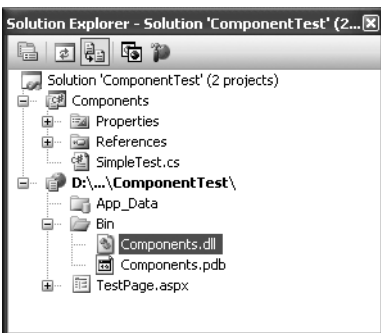 Solution Explorer - Solution 'ComponentTest' (2...
Solution 'ComponentTest' (2 projects)
Components
Properties
References
SimpleTest.cs
D:\...\ComponentTest\
App_Data
Bin
Components.dll
Components.pdb
TestPage.aspx